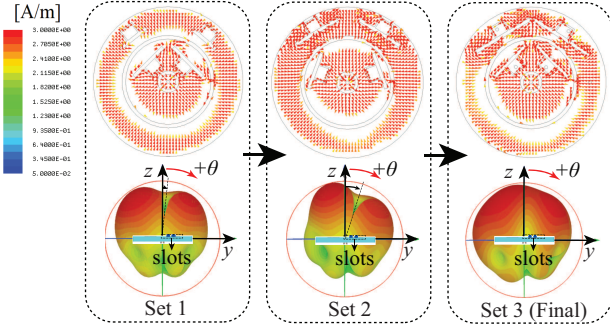 [A/m]
3.0000E+00
2.7050E+00
2.4100E+00
2.1150E+00
1.8200E+00
1.5250E+00
1.2300E+00
9.3501E-01
6.4000E-01
3.4500E-01
5.0000E-02
z +θ
y
slots
Set 1
z +θ
y
slots
Set 2
z +θ
y
slots
Set 3 (Final)